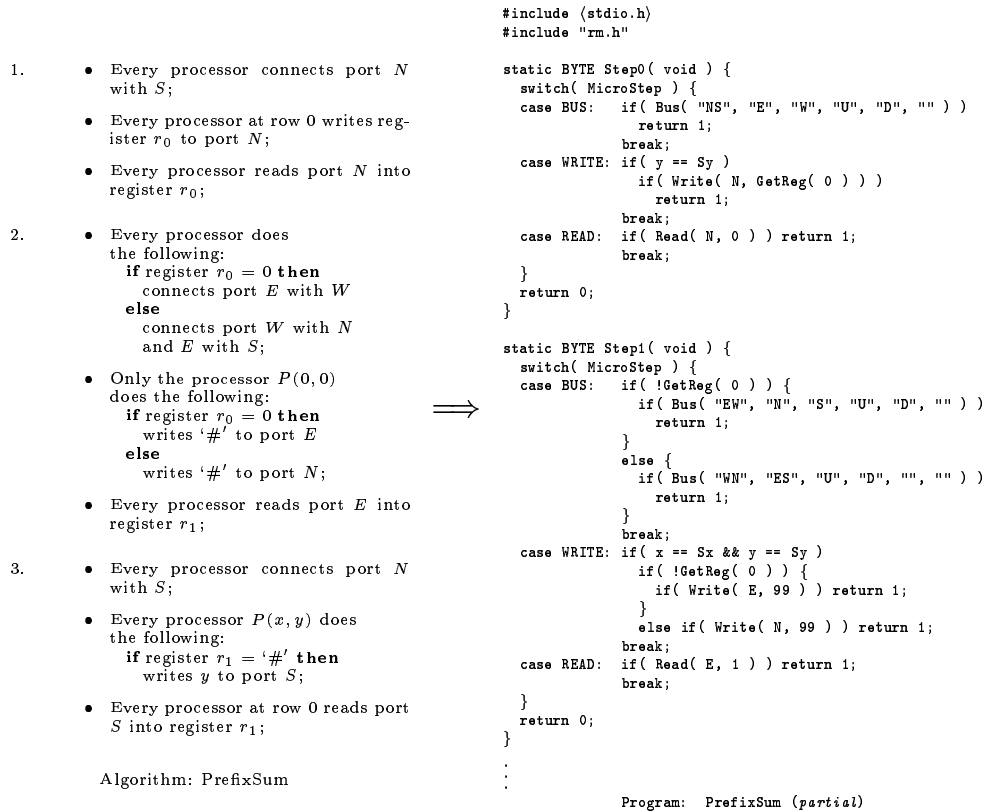 1. • Every processor connects port N
with S;
• Every processor at row 0 writes reg-
ister r0 to port N;
• Every processor reads port N into
register r0;
2. • Every processor does
the following:
if register r0 = 0 then
connects port E with W
else
connects port W with N
and E with S;
• Only the processor P(0,0)
does the following:
if register r0 = 0 then
writes ‘#’ to port E
else
writes ‘#’ to port N;
• Every processor reads port E into
register r1;
3. • Every processor connects port N
with S;
• Every processor P(x, y) does
the following:
if register r1 = ‘#’ then
writes y to port S;
• Every processor at row 0 reads port
S into register r1;
Algorithm: PrefixSum
⟹
#include ⟨stdio.h⟩
#include "rm.h"
static BYTE Step0( void ) {
switch( MicroStep ) {
case BUS: if( Bus( "NS", "E", "W", "U", "D", "" ) )
return 1;
break;
case WRITE: if( y == Sy )
if( Write( N, GetReg( 0 ) ) )
return 1;
break;
case READ: if( Read( N, 0 ) ) return 1;
break;
}
return 0;
}
static BYTE Step1( void ) {
switch( MicroStep ) {
case BUS: if( !GetReg( 0 ) ) {
if( Bus( "EW", "N", "S", "U", "D", "" ) )
return 1;
}
else {
if( Bus( "WN", "ES", "U", "D", "", "" ) )
return 1;
}
break;
case WRITE: if( x == Sx && y == Sy )
if( !GetReg( 0 ) ) {
if( Write( E, 99 ) ) return 1;
}
else if( Write( N, 99 ) ) return 1;
break;
case READ: if( Read( E, 1 ) ) return 1;
break;
}
return 0;
}
.
.
.
Program: PrefixSum (partial)